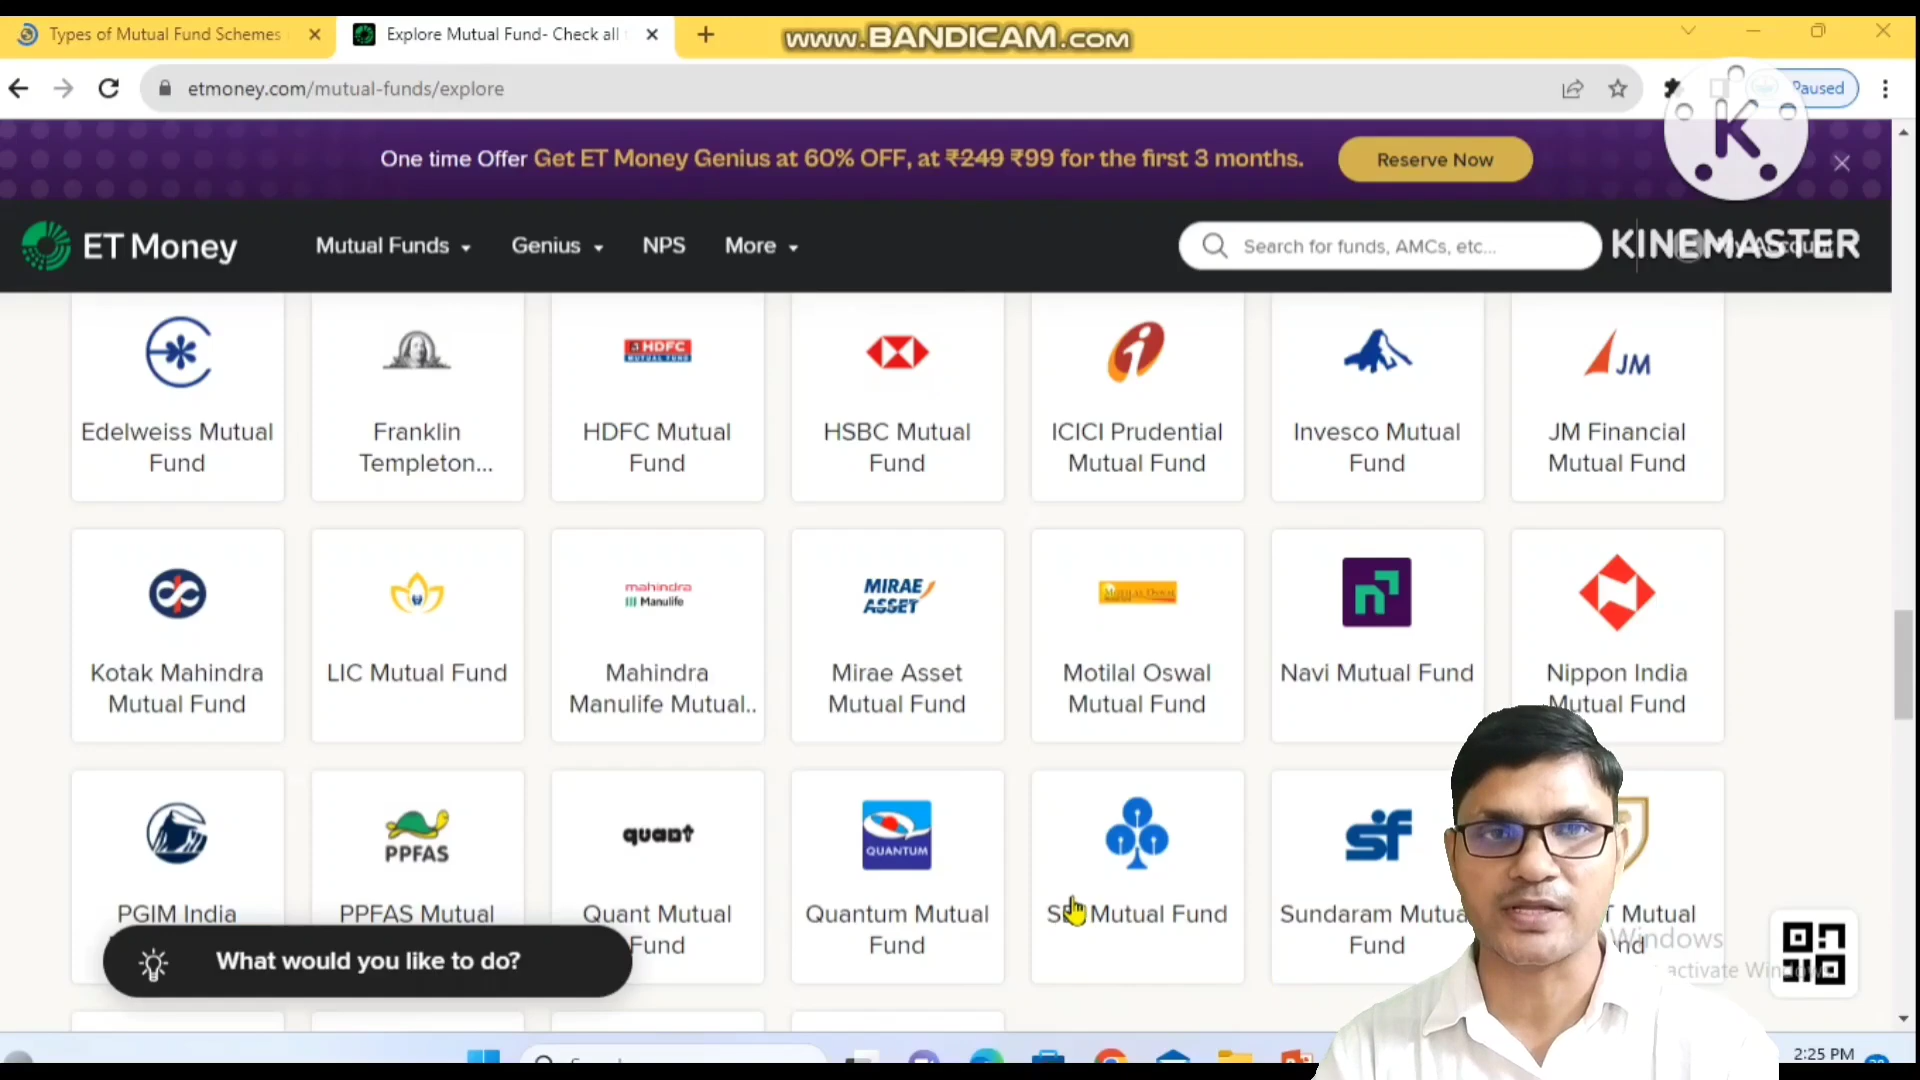 Types of Mutual Fund Schemes
Explore Mutual Fund- Check all
www.BANDICAM.com
etmoney.com/mutual-funds/explore
Paused
One time Offer Get ET Money Genius at 60% OFF, at ₹249 ₹99 for the first 3 months.
Reserve Now
K
ET Money
Mutual Funds
Genius
NPS
More
Search for funds, AMCs, etc...
KINEMASTER
HDFC
MUTUAL FUND
JM
Edelweiss Mutual
Fund
Franklin
Templeton...
HDFC Mutual
Fund
HSBC Mutual
Fund
ICICI Prudential
Mutual Fund
Invesco Mutual
Fund
JM Financial
Mutual Fund
mahindra
Manulife
MIRAE
ASSET
MOTILAL OSWAL
Kotak Mahindra
Mutual Fund
LIC Mutual Fund
Mahindra
Manulife Mutual..
Mirae Asset
Mutual Fund
Motilal Oswal
Mutual Fund
Navi Mutual Fund
Nippon India
Mutual Fund
PPFAS
quant
QUANTUM
sf
PGIM India
PPFAS Mutual
Quant Mutual
Fund
Quantum Mutual
Fund
Mutual Fund
Sundaram Mutua
Fund
Mutual
What would you like to do?
Windows
activate
2:25 PM